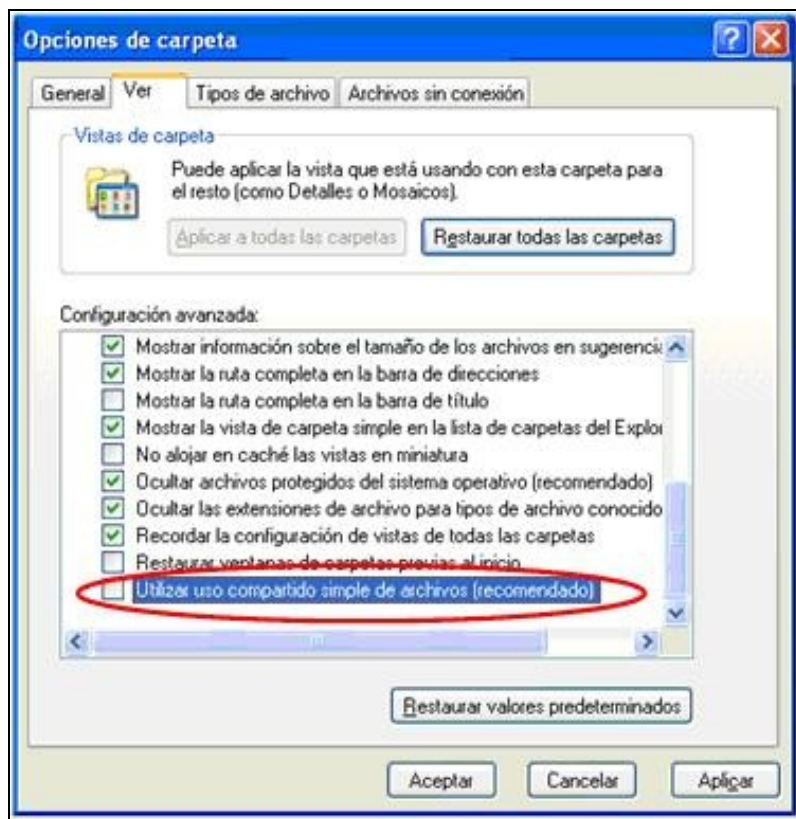 Opciones de carpeta
General Ver Tipos de archivo Archivos sin conexión
Vistas de carpeta
Puede aplicar la vista que está usando con esta carpeta para
el resto (como Detalles o Mosaicos).
Aplicar a todas las carpetas Restaurar todas las carpetas
Configuración avanzada:
Mostrar información sobre el tamaño de los archivos en sugerencia
Mostrar la ruta completa en la barra de direcciones
Mostrar la ruta completa en la barra de título
Mostrar la vista de carpeta simple en la lista de carpetas del Explor
No alojar en caché las vistas en miniatura
Ocultar archivos protegidos del sistema operativo (recomendado)
Ocultar las extensiones de archivo para tipos de archivo conocido
Recordar la configuración de vistas de todas las carpetas
Restaurar ventanas de carpetas previas al inicio
Utilizar uso compartido simple de archivos (recomendado)
Restaurar valores predeterminados
Aceptar Cancelar Aplicar